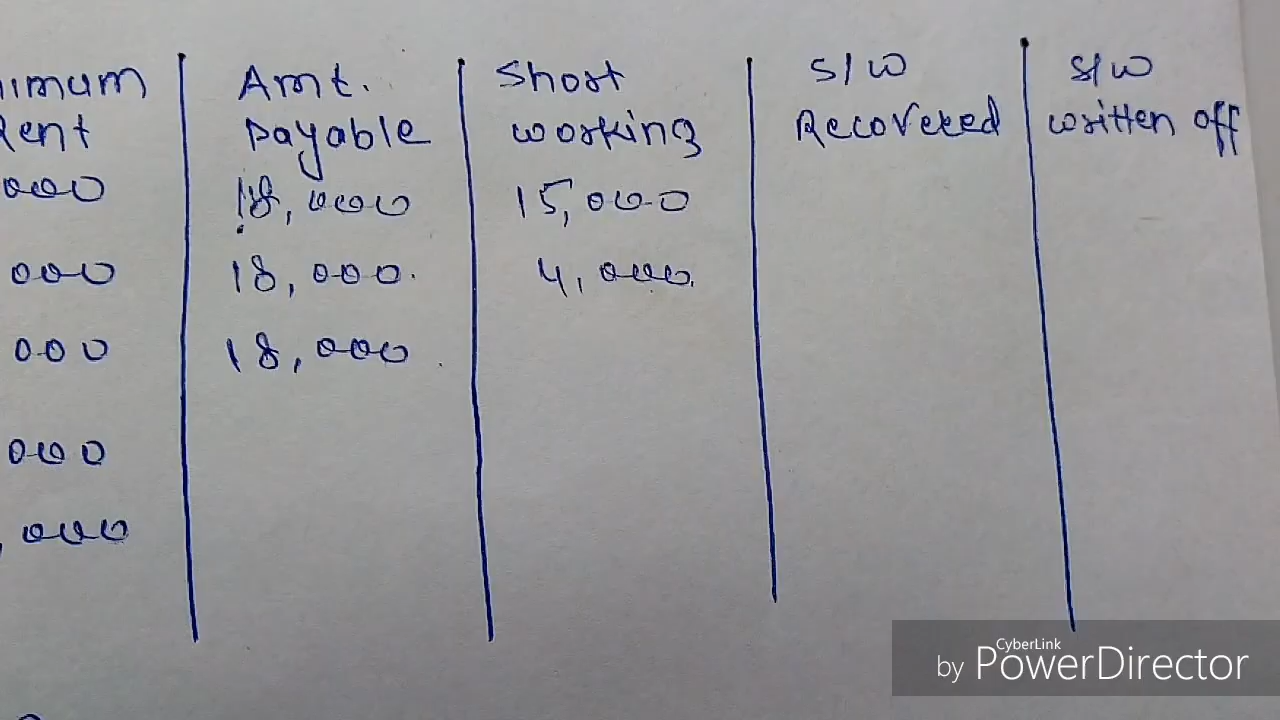 nimum | Amt. | Short | S/W | S/W
Rent | payable | working | Recovered | written off
000 | 18,000 | 15,000
000 | 18,000. | 4,000.
000 | 18,000.
000
,000
CyberLink
by PowerDirector